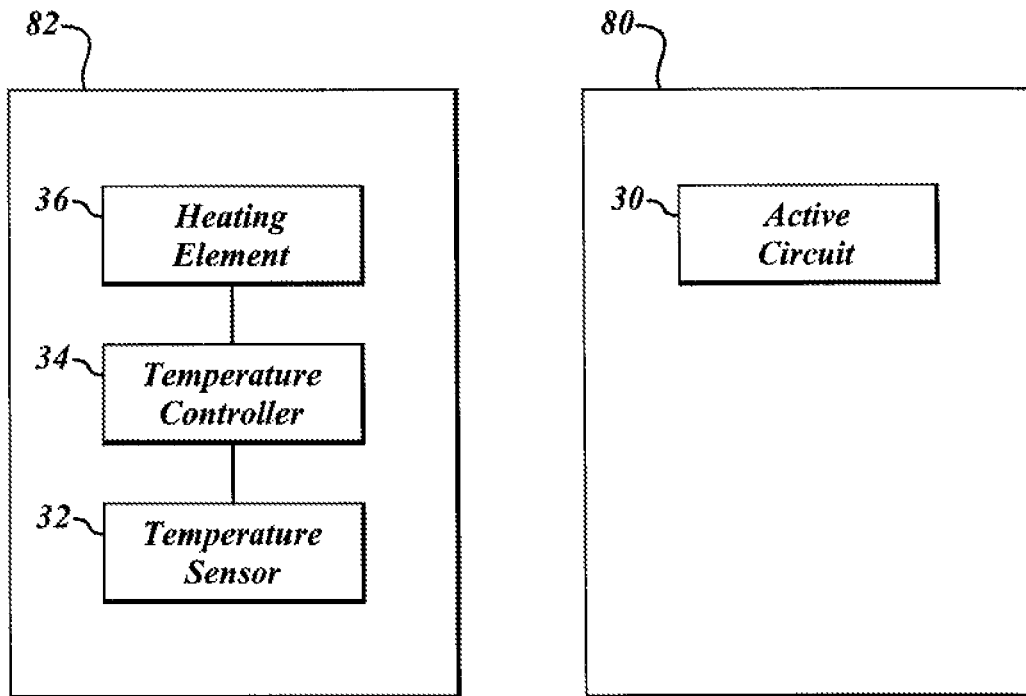 82
80
36
Heating
Element
30
Active
Circuit
34
Temperature
Controller
32
Temperature
Sensor